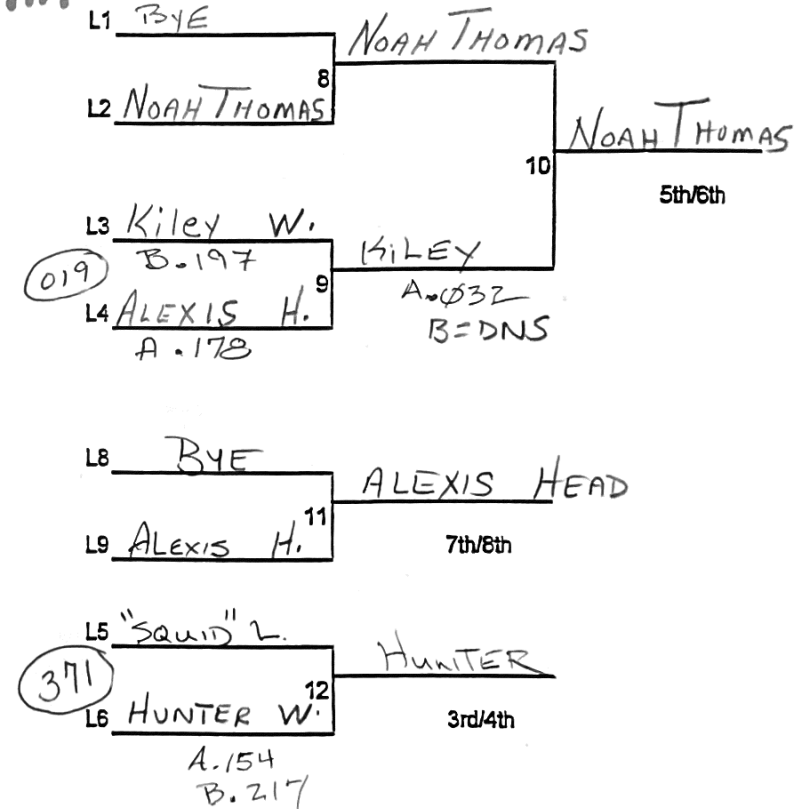 L1 BYE
NOAH THOMAS
8
L2 NOAH THOMAS
NOAH THOMAS
10
5th/6th
L3 Kiley W.
B.197
019
9
KILEY
L4 ALEXIS H.
A.178
A.032
B=DNS
L8 BYE
ALEXIS HEAD
11
L9 ALEXIS H.
7th/8th
L5 "SQUID" L.
371
12
HUNTER
L6 HUNTER W.
3rd/4th
A.154
B.217